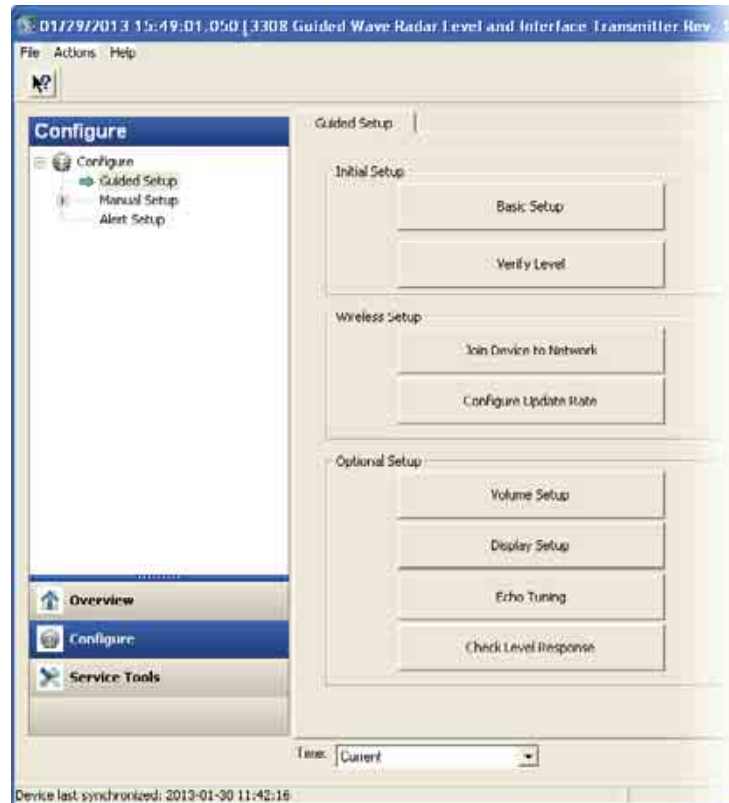 01/29/2013 15:49:01.050 [3308 Guided Wave Radar Level and Interface Transmitter Rev. 1
File Actions Help
Configure
Configure
Guided Setup
Manual Setup
Alert Setup
Overview
Configure
Service Tools
Guided Setup
Initial Setup
Basic Setup
Verify Level
Wireless Setup
Join Device to Network
Configure Update Rate
Optional Setup
Volume Setup
Display Setup
Echo Tuning
Check Level Response
Time: Current
Device last synchronized: 2013-01-30 11:42:16